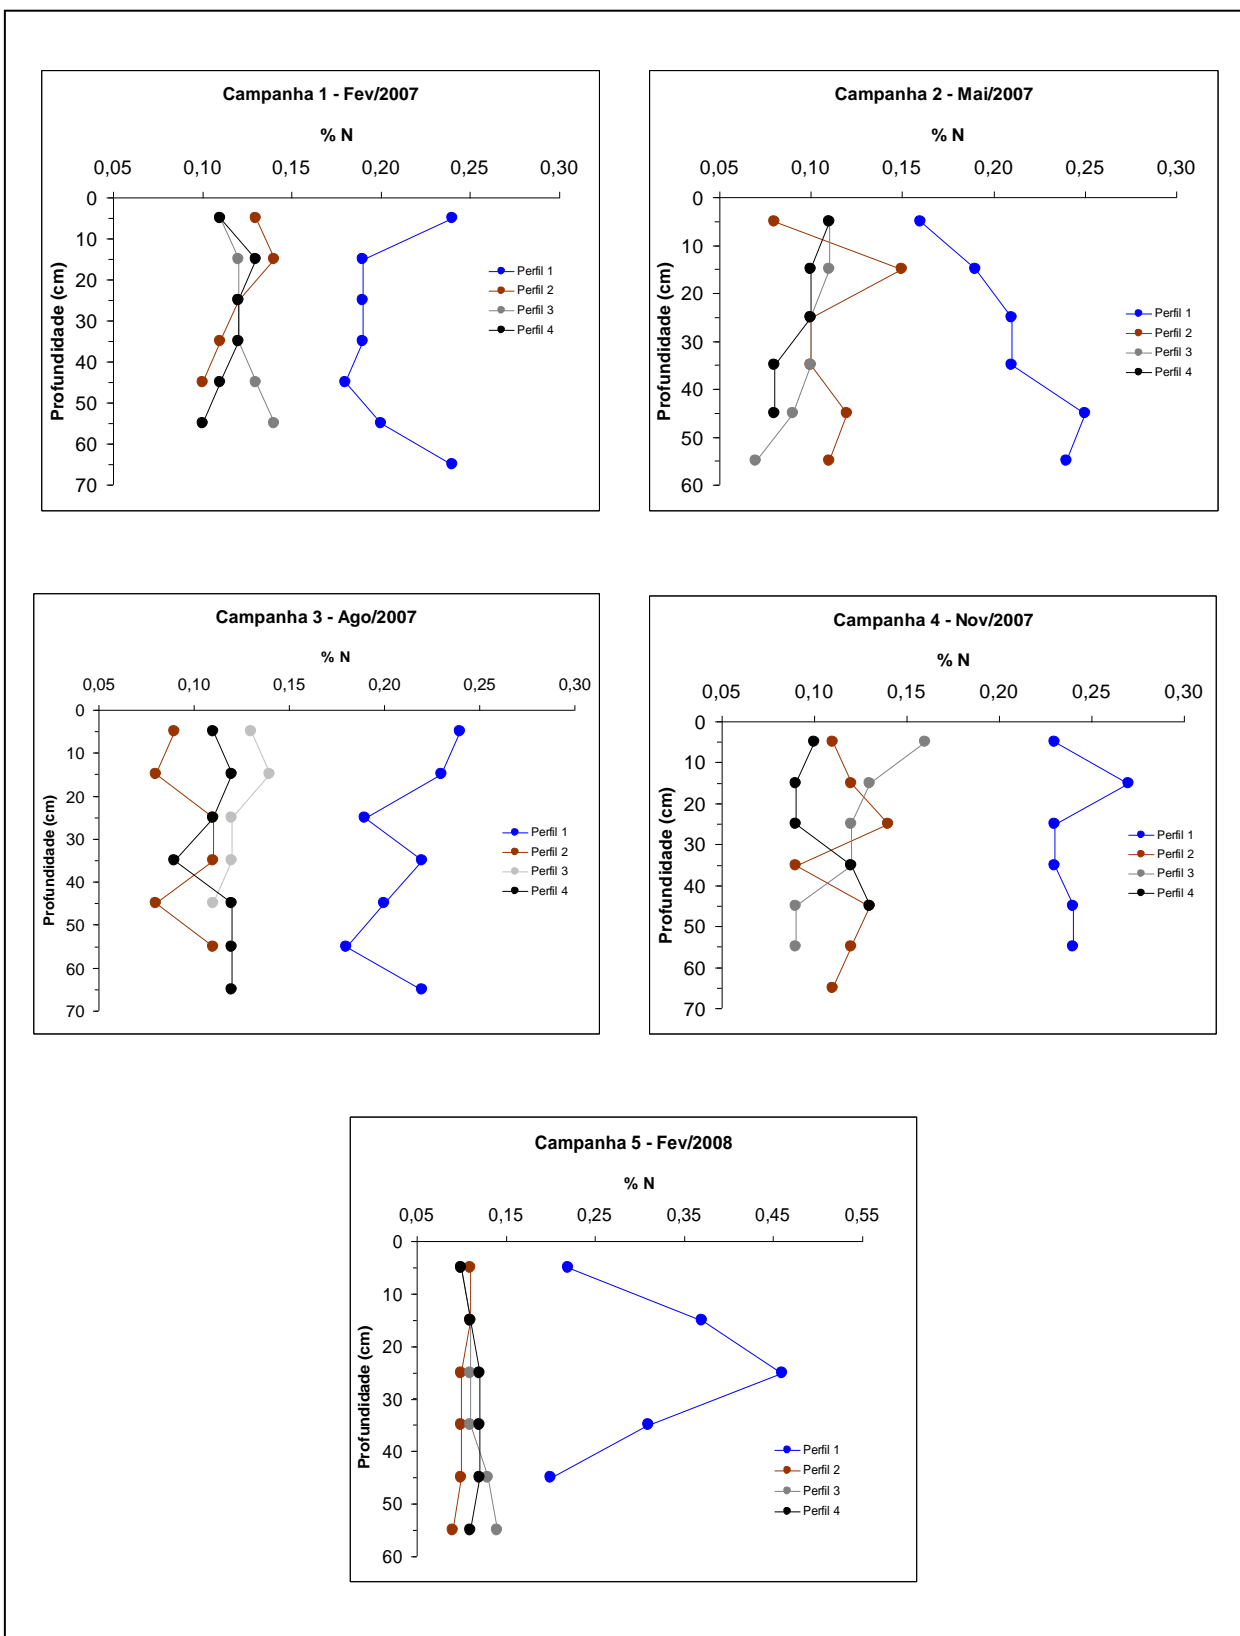 Campanha 1 - Fev/2007
% N
0,05 0,10 0,15 0,20 0,25 0,30
0
10
20
30
40
50
60
70
Profundidade (cm)
Perfil 1
Perfil 2
Perfil 3
Perfil 4
Campanha 2 - Mai/2007
% N
0,05 0,10 0,15 0,20 0,25 0,30
0
10
20
30
40
50
60
Profundidade (cm)
Perfil 1
Perfil 2
Perfil 3
Perfil 4
Campanha 3 - Ago/2007
% N
0,05 0,10 0,15 0,20 0,25 0,30
0
10
20
30
40
50
60
70
Profundidade (cm)
Perfil 1
Perfil 2
Perfil 3
Perfil 4
Campanha 4 - Nov/2007
% N
0,05 0,10 0,15 0,20 0,25 0,30
0
10
20
30
40
50
60
70
Profundidade (cm)
Perfil 1
Perfil 2
Perfil 3
Perfil 4
Campanha 5 - Fev/2008
% N
0,05 0,15 0,25 0,35 0,45 0,55
0
10
20
30
40
50
60
Profundidade (cm)
Perfil 1
Perfil 2
Perfil 3
Perfil 4